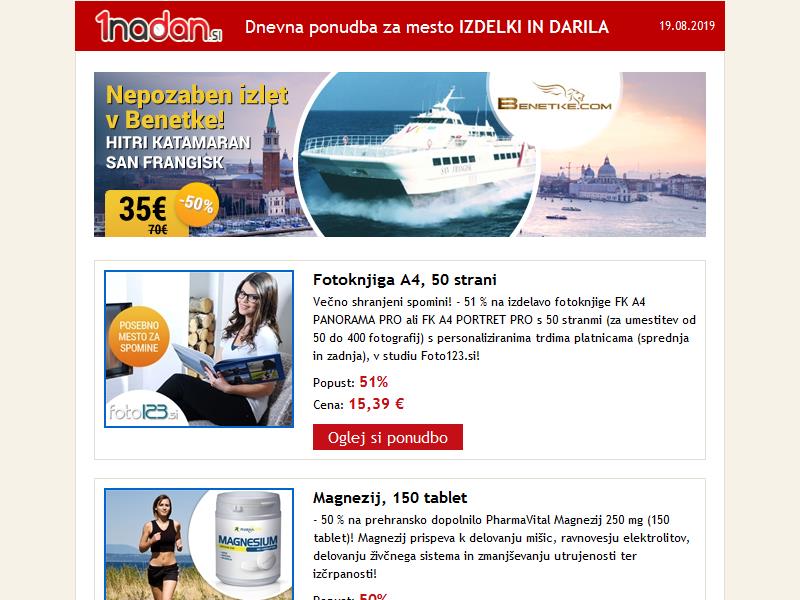 1nadan.si
Dnevna ponudba za mesto IZDELKI IN DARILA
19.08.2019
Nepozaben izlet
v Benetke!
HITRI KATAMARAN
SAN FRANGISK
35€
-50%
70€
SAN FRANGISK
BENETKE.COM
Fotoknjiga A4, 50 strani
Večno shranjeni spomini! - 51 % na izdelavo fotoknjige FK A4
PANORAMA PRO ali FK A4 PORTRET PRO s 50 stranmi (za umestitev od
50 do 400 fotografij) s personaliziranima trdima platnicama (sprednja
in zadnja), v studiu Foto123.si!
Popust: 51%
Cena: 15,39 €
Oglej si ponudbo
POSEBNO
MESTO ZA
SPOMINE
foto123.si
Magnezij, 150 tablet
- 50 % na prehransko dopolnilo PharmaVital Magnezij 250 mg (150
tablet)! Magnezij prispeva k delovanju mišic, ravnovesju elektrolitov,
delovanju živčnega sistema in zmanjševanju utrujenosti ter
izčrpanosti!
Popust: 50%
MAGNESIUM